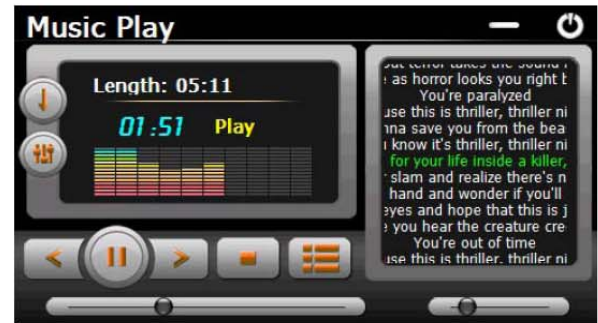 Music Play
Length: 05:11
01:51 Play
as horror looks you right
You're paralyzed
use this is thriller, thriller ni
nna save you from the bea
know it's thriller, thriller
for your life inside a killer,
slam and realize there's n
hand and wonder if you'll
eyes and hope that this is j
you hear the creature cre
You're out of time
use this is thriller, thriller ni